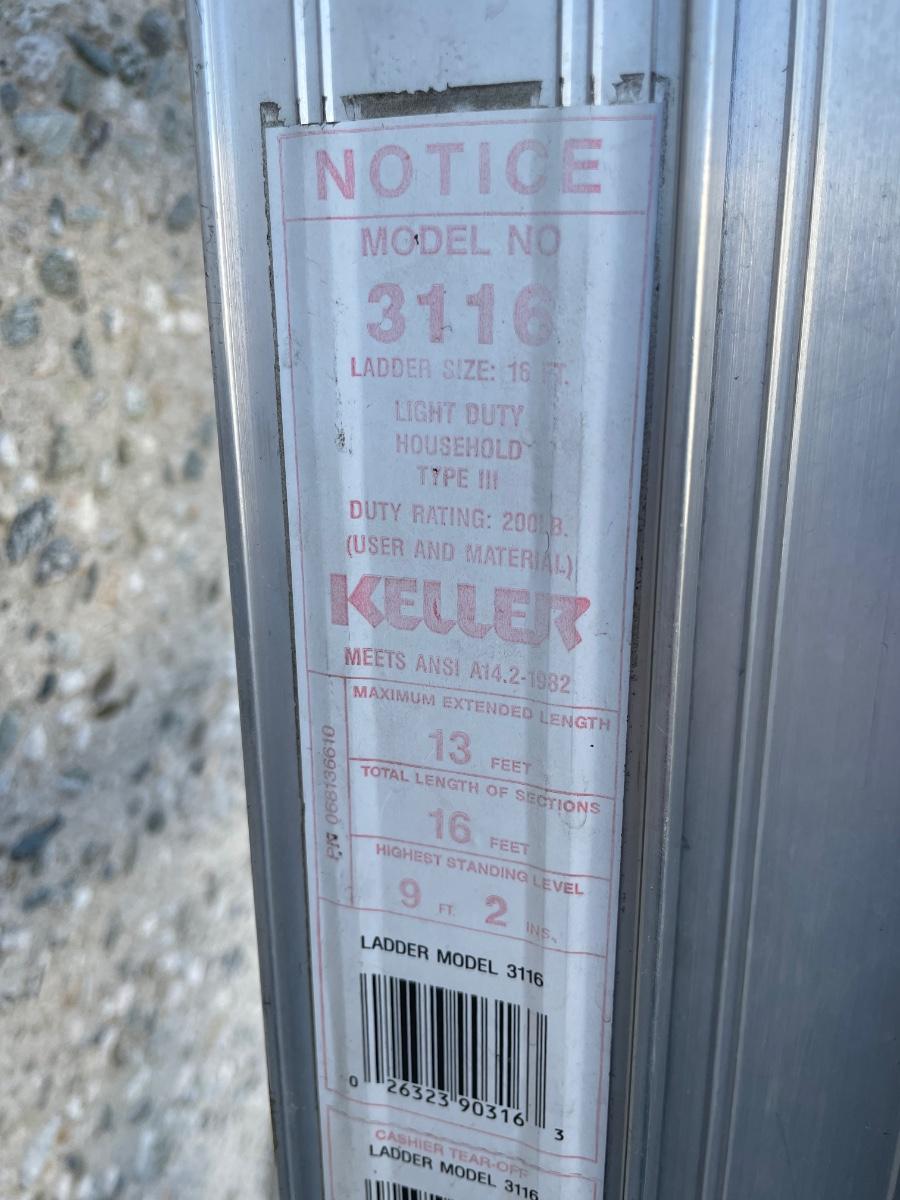 NOTICE
MODEL NO
3116
LADDER SIZE: 16 FT.
LIGHT DUTY
HOUSEHOLD
TYPE III
DUTY RATING: 200LB.
(USER AND MATERIAL)
KELLER
MEETS ANSI A14.2-1982
MAXIMUM EXTENDED LENGTH
13 FEET
TOTAL LENGTH OF SECTIONS
16 FEET
HIGHEST STANDING LEVEL
9 FT. 2 INS.
PN 068136610
LADDER MODEL 3116
0 26323 90316 3
CASHIER TEAR-OFF
LADDER MODEL 3116